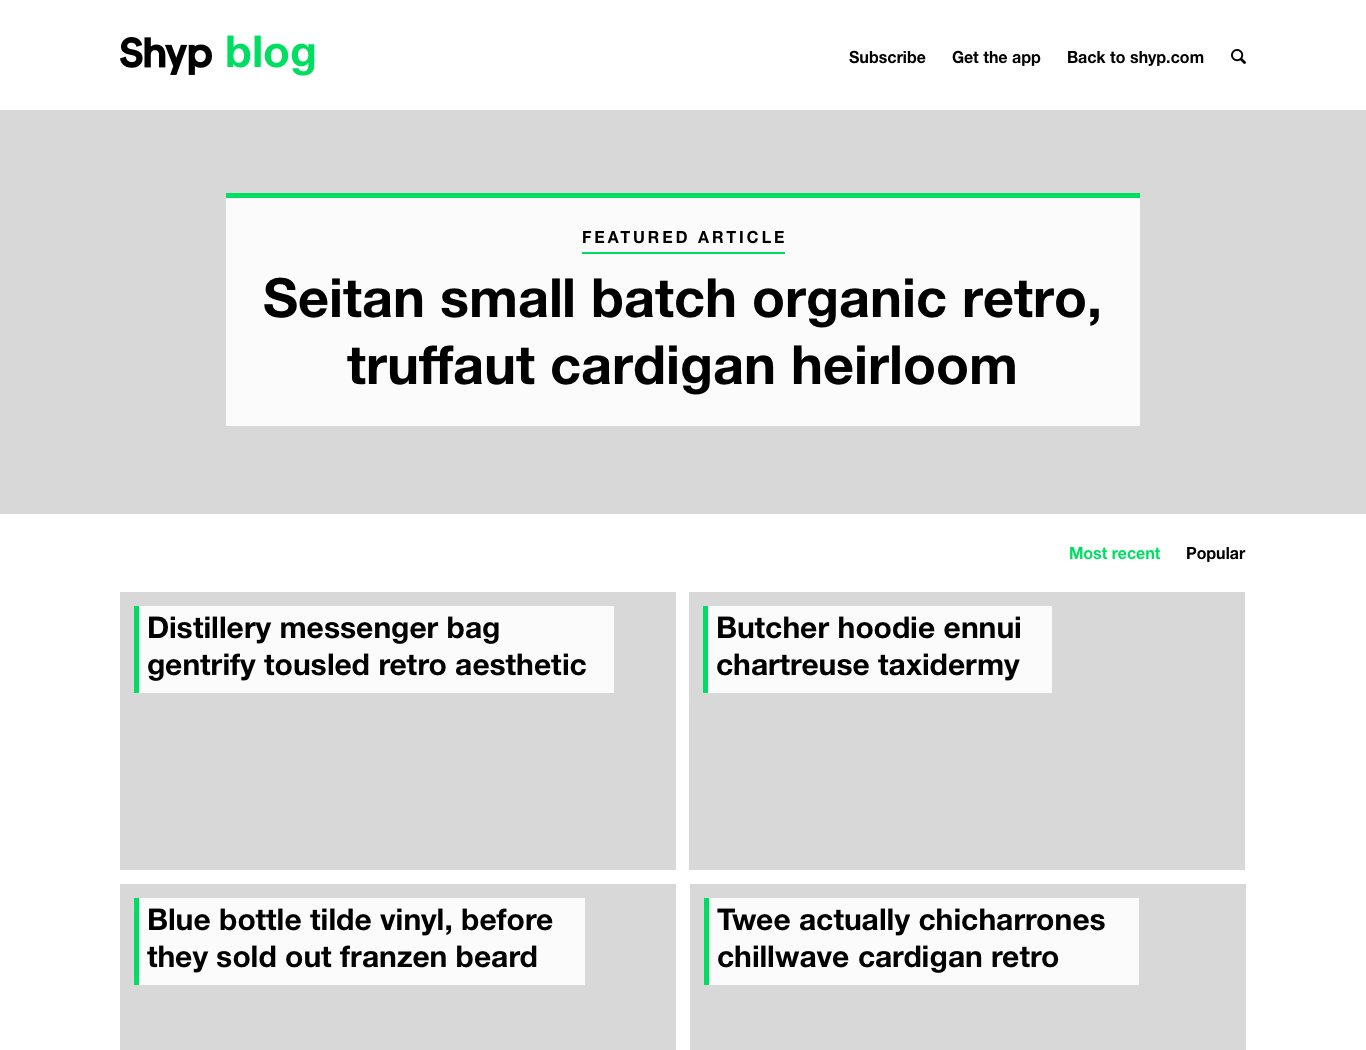 Shyp blog
Subscribe Get the app Back to shyp.com
FEATURED ARTICLE
Seitan small batch organic retro,
truffaut cardigan heirloom
Most recent Popular
Distillery messenger bag
gentrify tousled retro aesthetic
Butcher hoodie ennui
chartreuse taxidermy
Blue bottle tilde vinyl, before
they sold out franzen beard
Twee actually chicharrones
chillwave cardigan retro